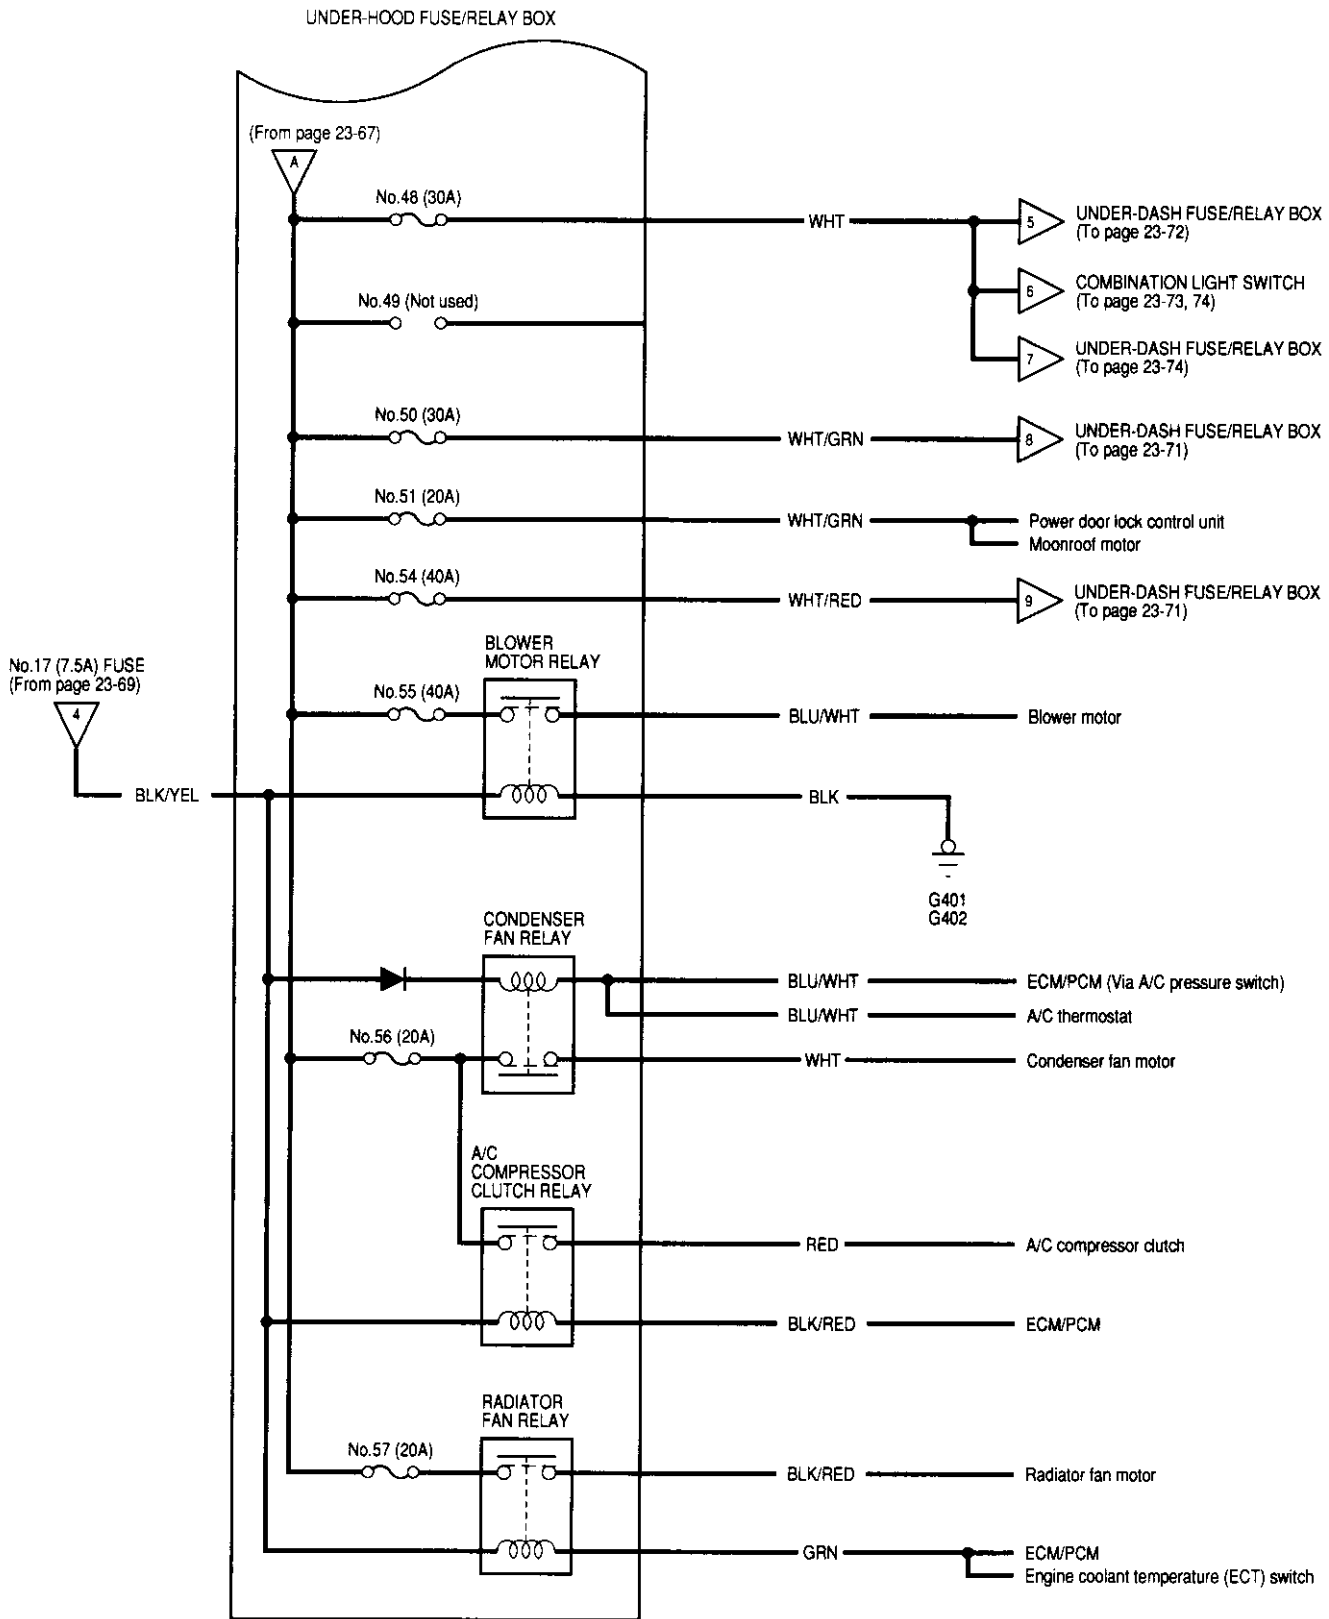 UNDER-HOOD FUSE/RELAY BOX
(From page 23-67)
A
No.48 (30A)
WHT
5
UNDER-DASH FUSE/RELAY BOX
(To page 23-72)
6
COMBINATION LIGHT SWITCH
(To page 23-73, 74)
No.49 (Not used)
7
UNDER-DASH FUSE/RELAY BOX
(To page 23-74)
No.50 (30A)
WHT/GRN
8
UNDER-DASH FUSE/RELAY BOX
(To page 23-71)
No.51 (20A)
WHT/GRN
Power door lock control unit
Moonroof motor
No.54 (40A)
WHT/RED
9
UNDER-DASH FUSE/RELAY BOX
(To page 23-71)
No.17 (7.5A) FUSE
(From page 23-69)
4
BLOWER
MOTOR RELAY
No.55 (40A)
BLU/WHT
Blower motor
BLK/YEL
BLK
G401
G402
CONDENSER
FAN RELAY
BLU/WHT
ECM/PCM (Via A/C pressure switch)
BLU/WHT
A/C thermostat
No.56 (20A)
WHT
Condenser fan motor
A/C
COMPRESSOR
CLUTCH RELAY
RED
A/C compressor clutch
BLK/RED
ECM/PCM
RADIATOR
FAN RELAY
No.57 (20A)
BLK/RED
Radiator fan motor
GRN
ECM/PCM
Engine coolant temperature (ECT) switch